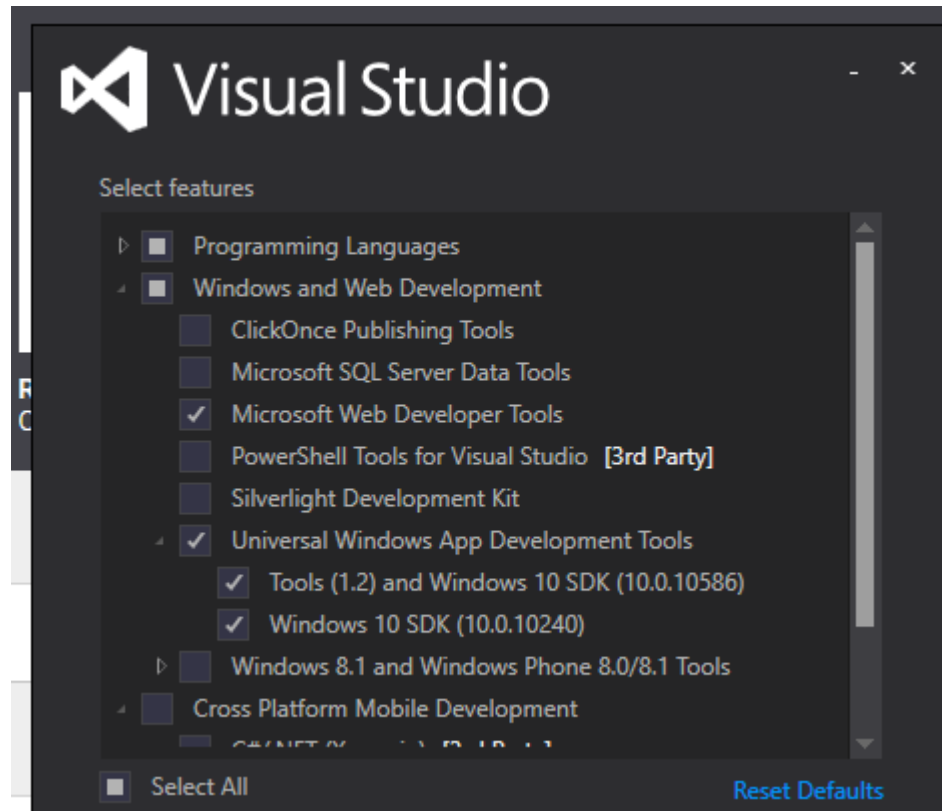 Visual Studio
Select features
Programming Languages
Windows and Web Development
ClickOnce Publishing Tools
Microsoft SQL Server Data Tools
Microsoft Web Developer Tools
PowerShell Tools for Visual Studio [3rd Party]
Silverlight Development Kit
Universal Windows App Development Tools
Tools (1.2) and Windows 10 SDK (10.0.10586)
Windows 10 SDK (10.0.10240)
Windows 8.1 and Windows Phone 8.0/8.1 Tools
Cross Platform Mobile Development
Select All
Reset Defaults